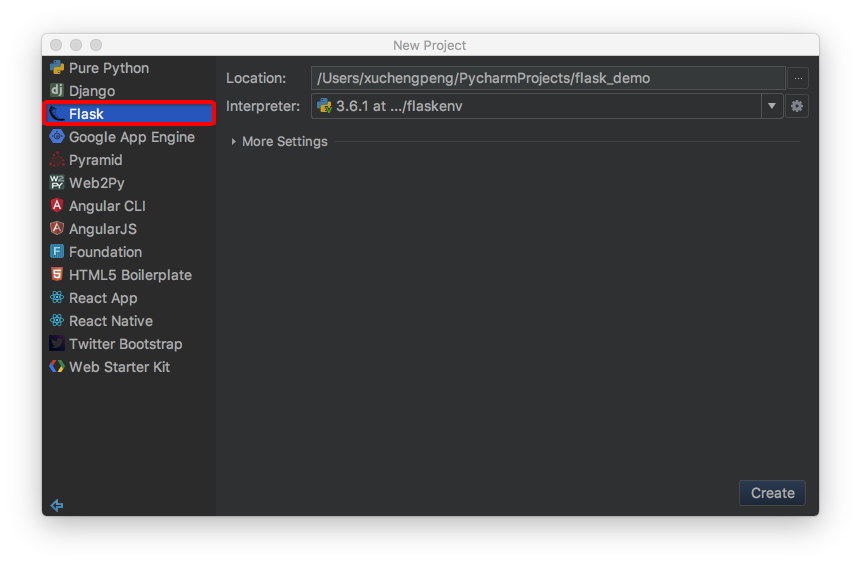 New Project
Pure Python
Django
Flask
Google App Engine
Pyramid
Web2Py
Angular CLI
AngularJS
Foundation
HTML5 Boilerplate
React App
React Native
Twitter Bootstrap
Web Starter Kit
Location: /Users/xuchengpeng/PycharmProjects/flask_demo ...
Interpreter: 3.6.1 at .../flaskenv
More Settings
Create